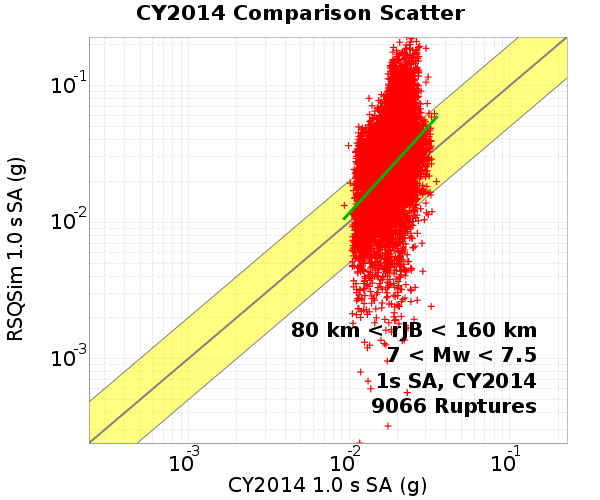 CY2014 Comparison Scatter
RSQSim 1.0 s SA (g)
10-1
10-2
10-3
80 km < rJB < 160 km
7 < Mw < 7.5
1s SA, CY2014
9066 Ruptures
10-3 10-2 10-1
CY2014 1.0 s SA (g)